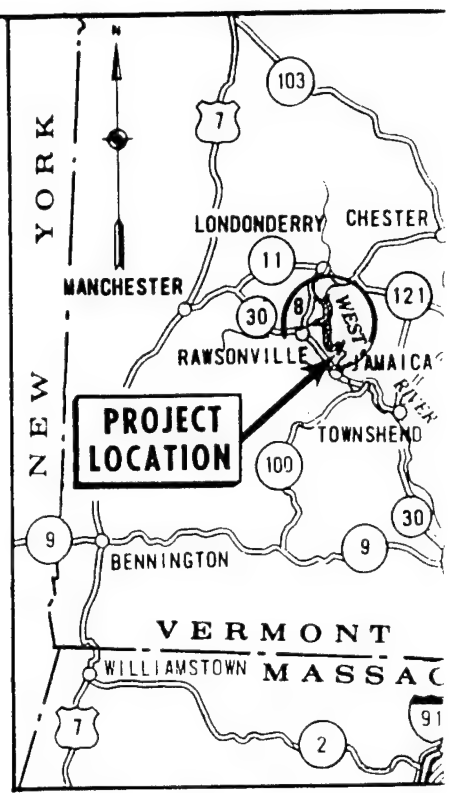 N
103
7
NEW YORK
LONDONDERRY
CHESTER
11
MANCHESTER
8
WEST
121
30
RAWSONVILLE
JAMAICA
RIVER
PROJECT
LOCATION
TOWNSHEND
100
30
9
BENNINGTON
9
VERMONT
WILLIAMSTOWN
MASSAC
91
7
2